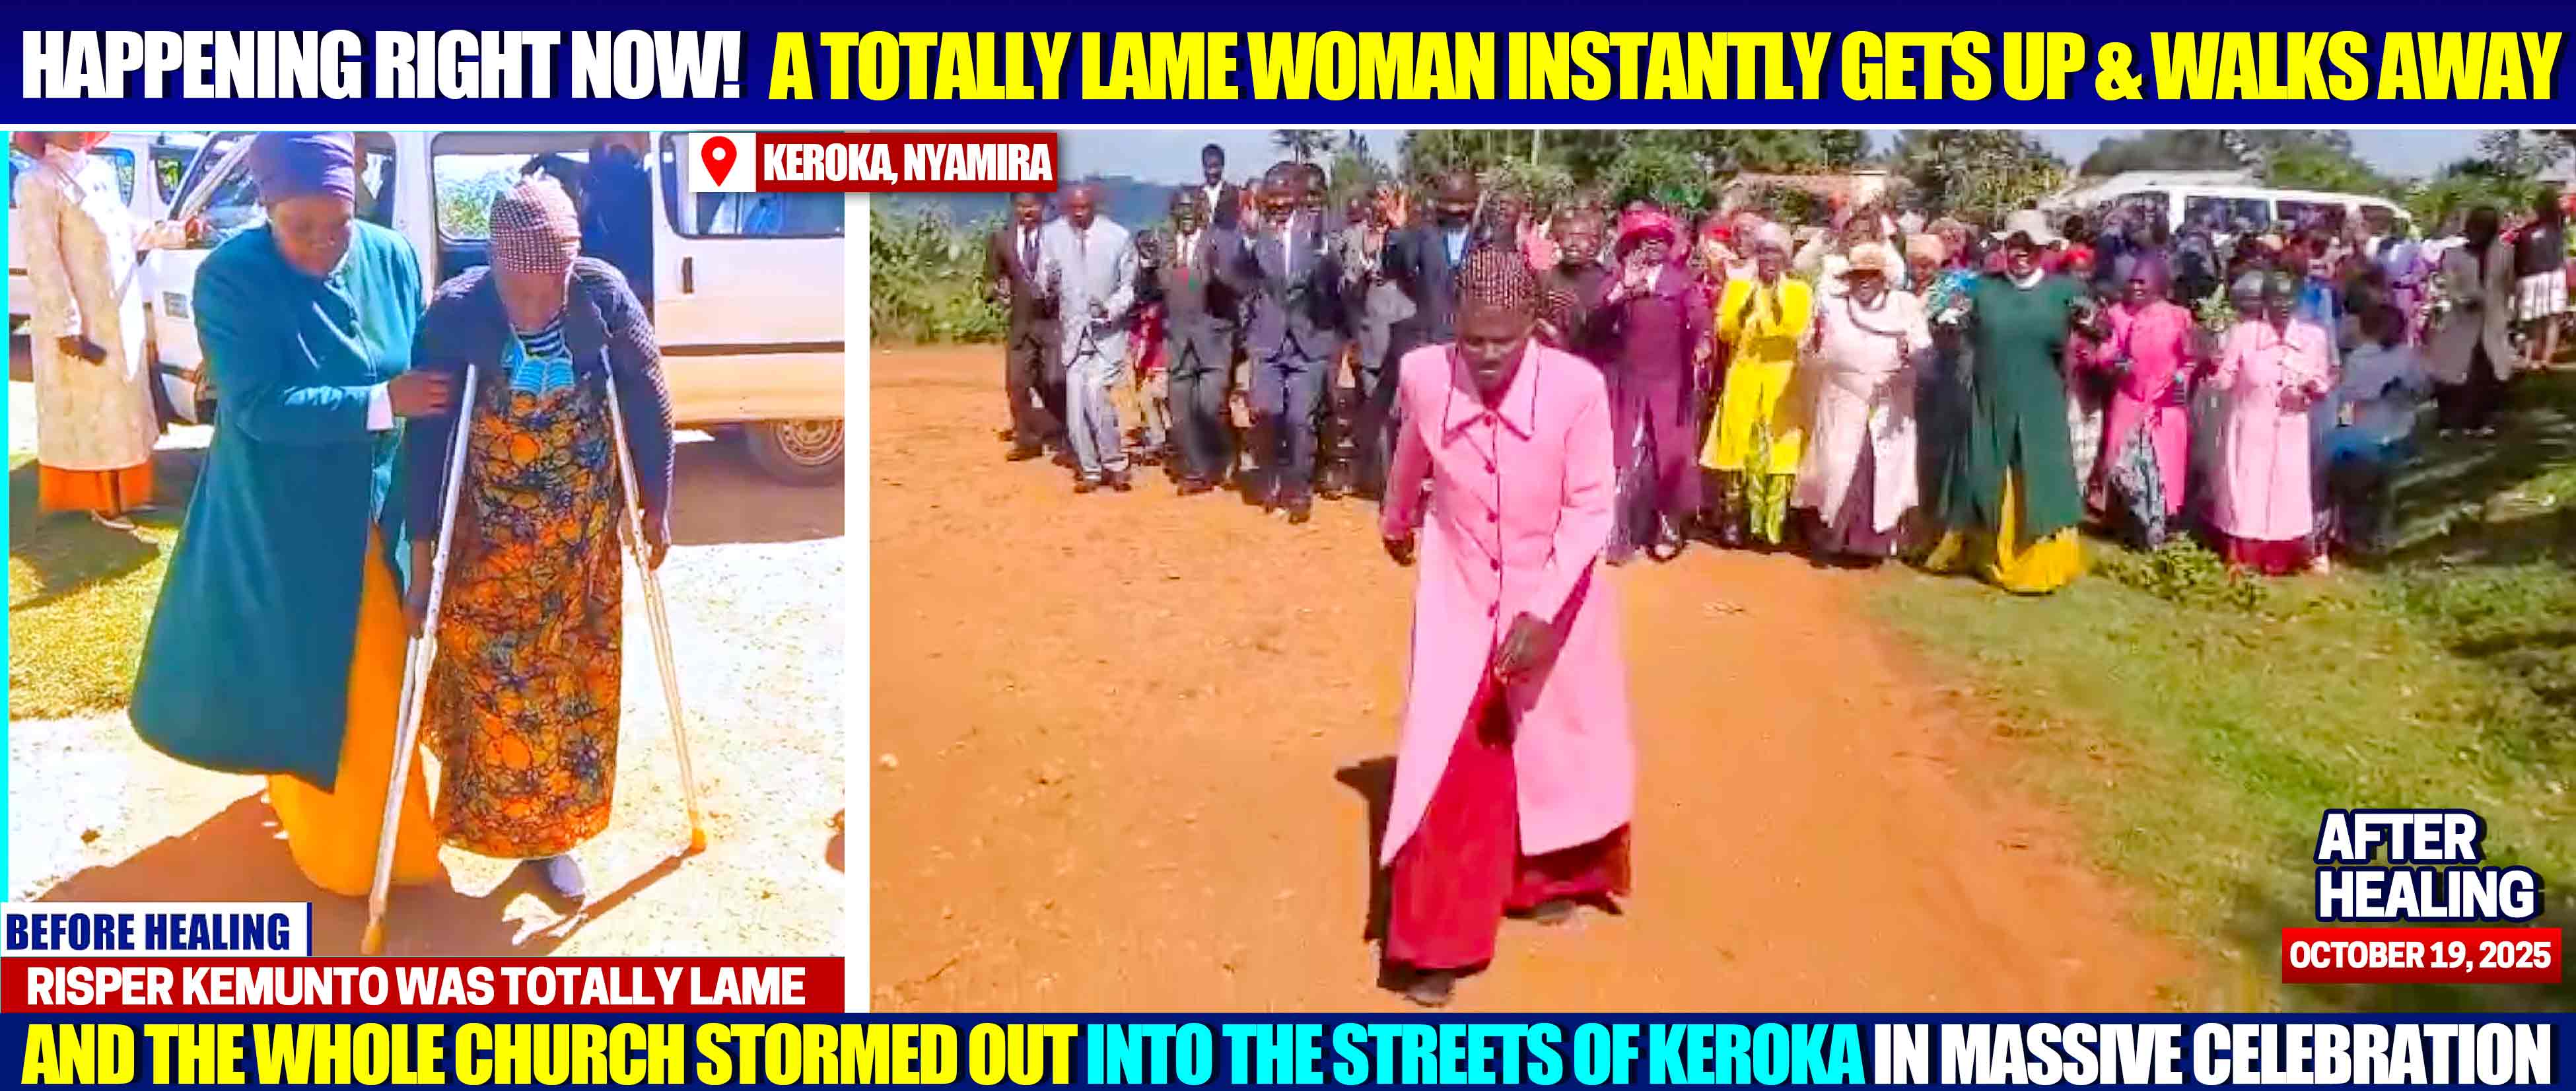 HAPPENING RIGHT NOW! A TOTALLY LAME WOMAN INSTANTLY GETS UP & WALKS AWAY
KEROKA, NYAMIRA
BEFORE HEALING
RISPER KEMUNTO WAS TOTALLY LAME
AFTER
HEALING
OCTOBER 19, 2025
AND THE WHOLE CHURCH STORMED OUT INTO THE STREETS OF KEROKA IN MASSIVE CELEBRATION